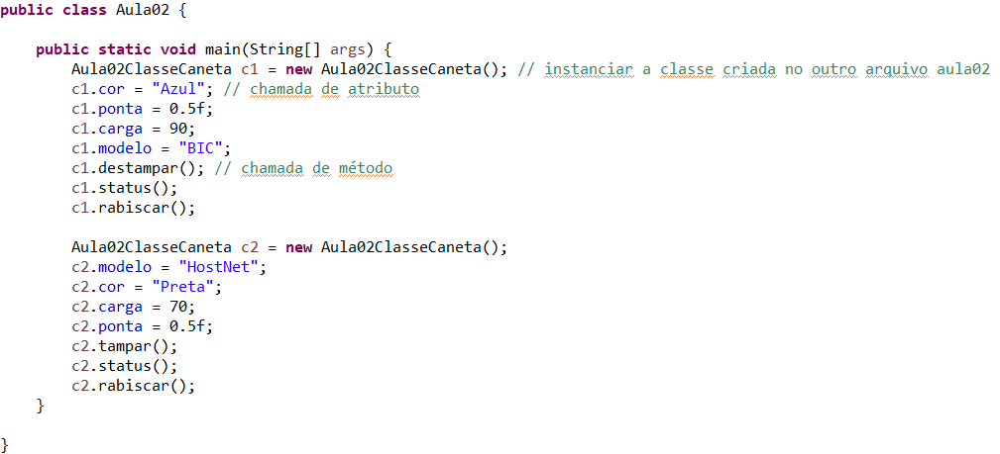 public class Aula02 {
public static void main(String[] args) {
Aula02ClasseCaneta c1 = new Aula02ClasseCaneta(); // instanciar a classe criada no outro arquivo aula02
c1.cor = "Azul"; // chamada de atributo
c1.ponta = 0.5f;
c1.carga = 90;
c1.modelo = "BIC";
c1.destampar(); // chamada de método
c1.status();
c1.rabiscar();
Aula02ClasseCaneta c2 = new Aula02ClasseCaneta();
c2.modelo = "HostNet";
c2.cor = "Preta";
c2.carga = 70;
c2.ponta = 0.5f;
c2.tampar();
c2.status();
c2.rabiscar();
}
}